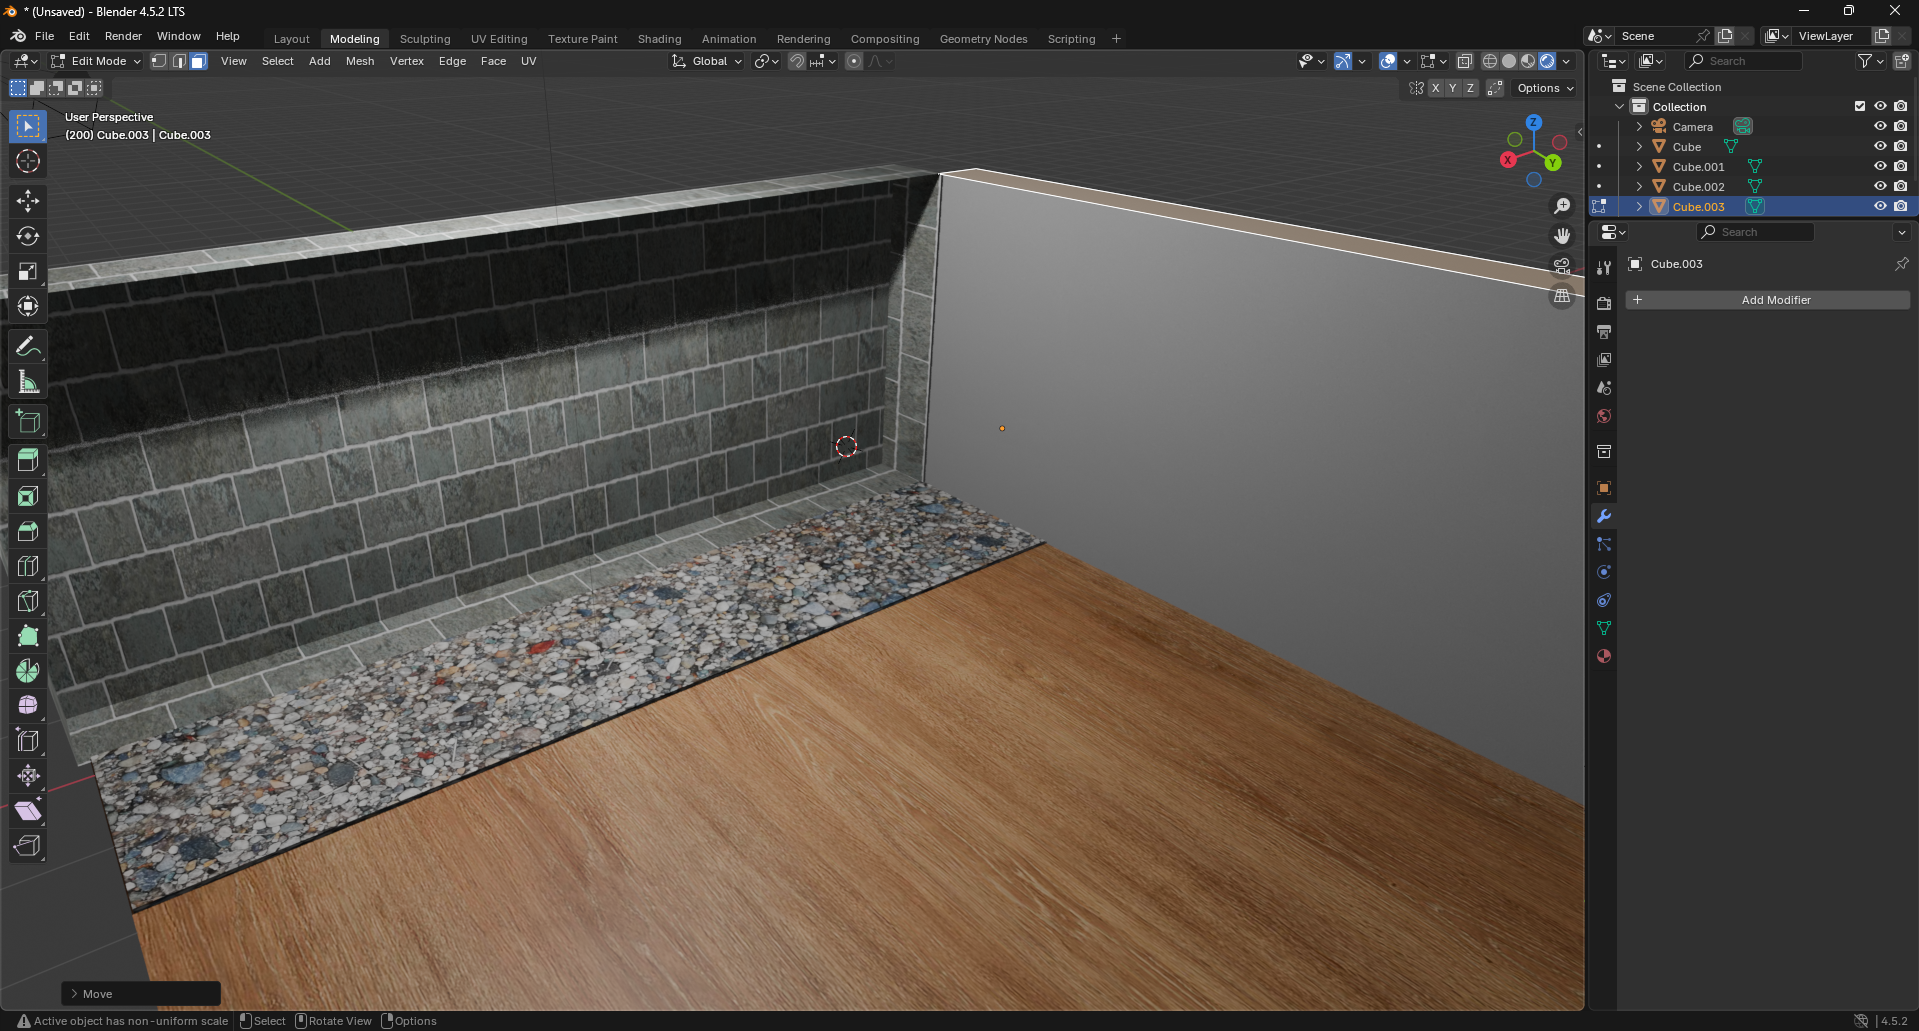 * (Unsaved) - Blender 4.5.2 LTS
File Edit Render Window Help
Layout Modeling Sculpting UV Editing Texture Paint Shading Animation Rendering Compositing Geometry Nodes Scripting +
Scene ViewLayer
Edit Mode View Select Add Mesh Vertex Edge Face UV
Global
Search
X Y Z Options
User Perspective
(200) Cube.003 | Cube.003
Z
X
Y
Scene Collection
Collection
Camera
Cube
Cube.001
Cube.002
Cube.003
Search
Cube.003
+ Add Modifier
> Move
Active object has non-uniform scale Select Rotate View Options
4.5.2